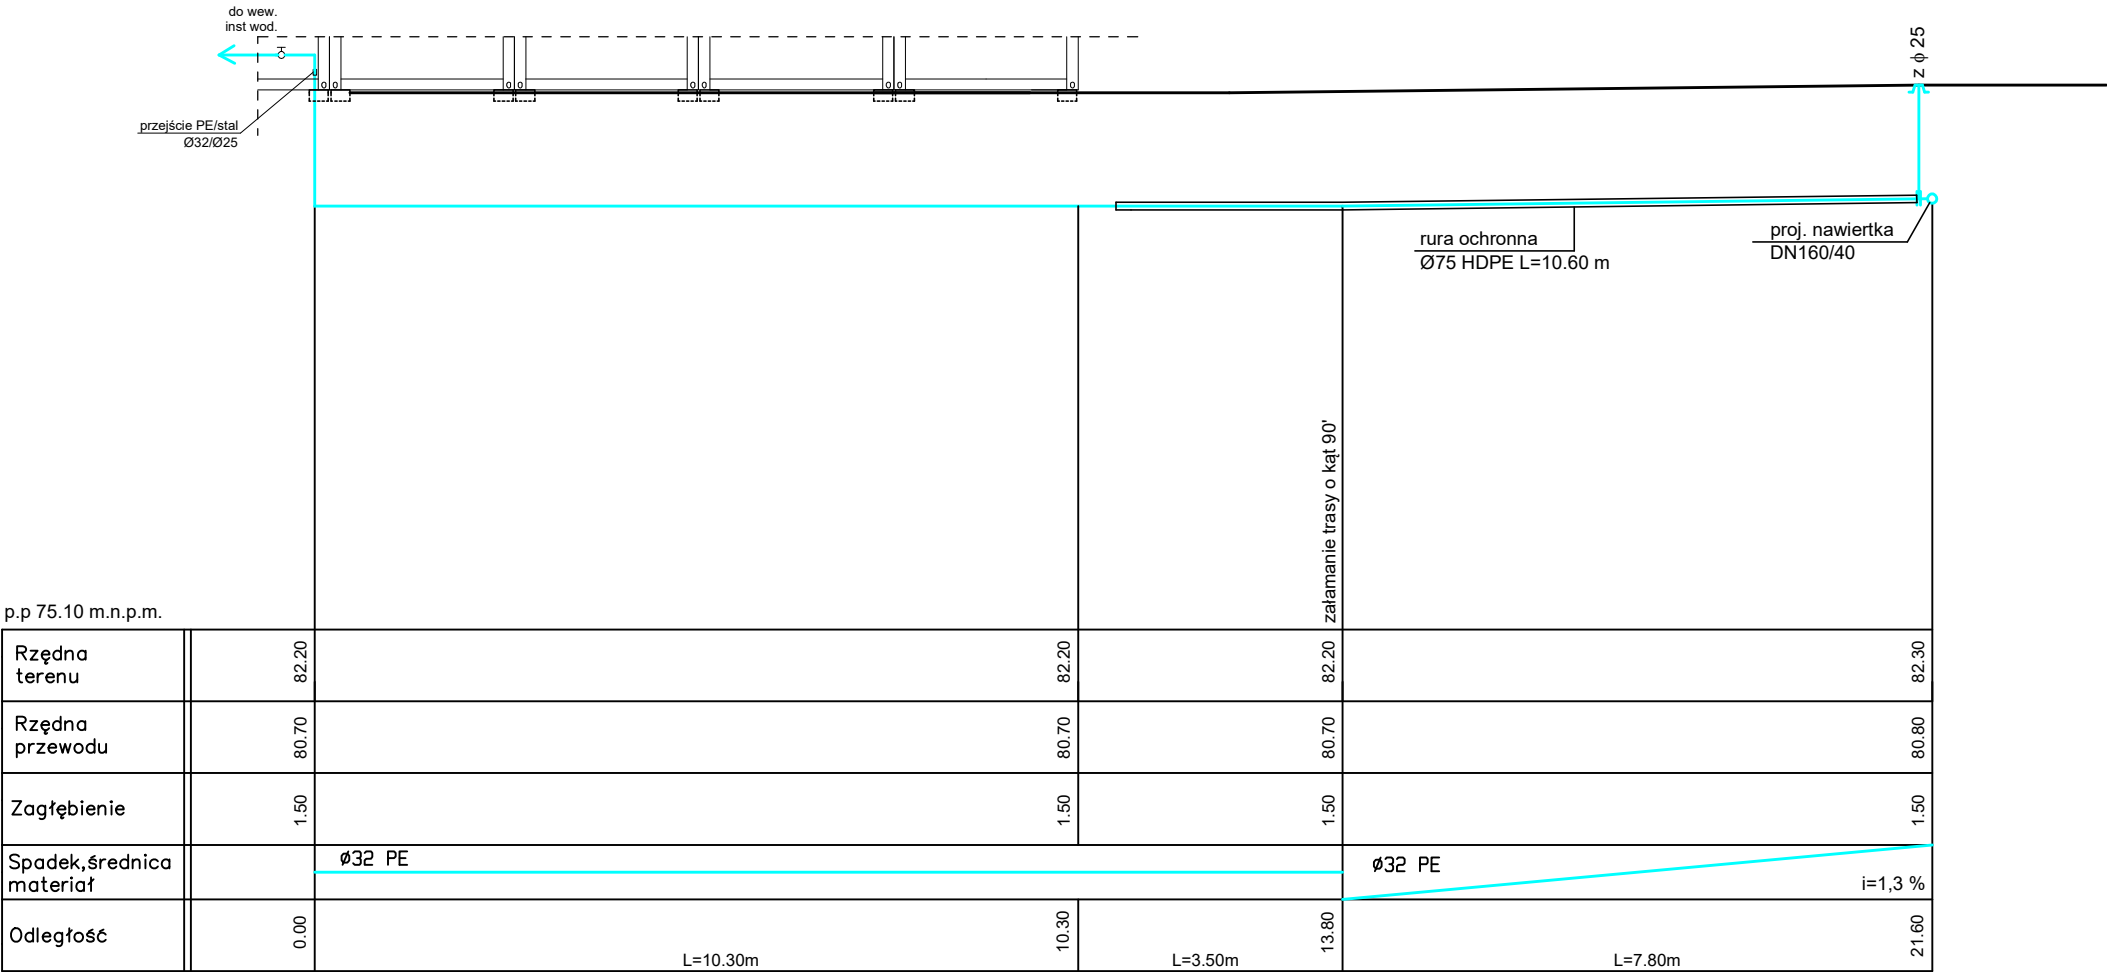 do wew.
inst wod.
z ϕ 25
przejście PE/stal
Ø32/Ø25
rura ochronna
Ø75 HDPE L=10.60 m
proj. nawiertka
DN160/40
załamanie trasy o kąt 90'
p.p 75.10 m.n.p.m.
Rzędna
terenu
82.20
82.20
82.20
82.30
Rzędna
przewodu
80.70
80.70
80.70
80.80
Zagłębienie
1.50
1.50
1.50
1.50
Spadek,średnica
materiał
Ø32 PE
Ø32 PE
i=1,3 %
Odległość
0.00
10.30
13.80
21.60
L=10.30m
L=3.50m
L=7.80m